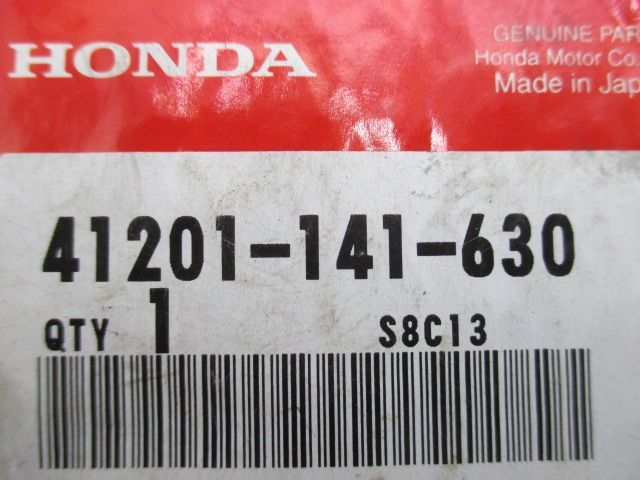 HONDA
GENUINE PAR
Honda Motor Co.
Made in Jap
41201-141-630
QTY 1 S8C13